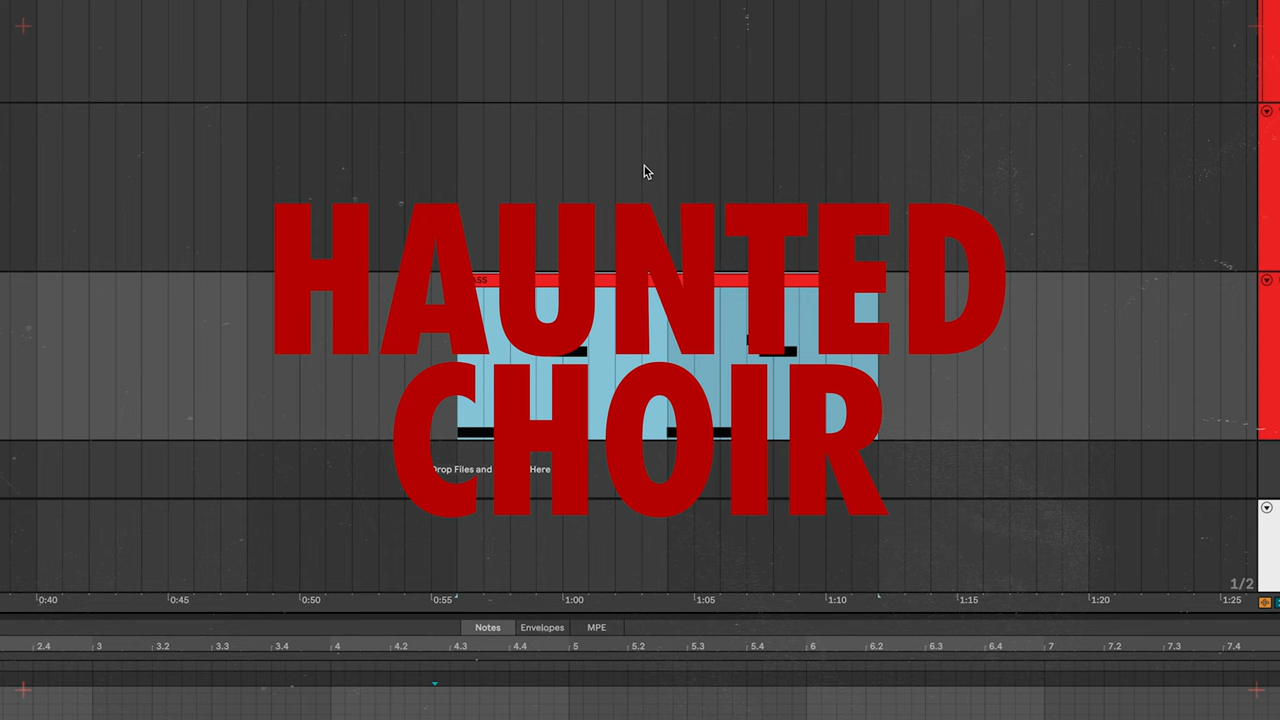 HAUNTED
ASS
CHOIR
Drop Files and
Here
1/2
0:40 0:45 0:50 0:55 1:00 1:05 1:10 1:15 1:20 1:25
Notes Envelopes MPE
2.4 3 3.2 3.3 3.4 4 4.2 4.3 4.4 5 5.2 5.3 5.4 6 6.2 6.3 6.4 7 7.2 7.3 7.4